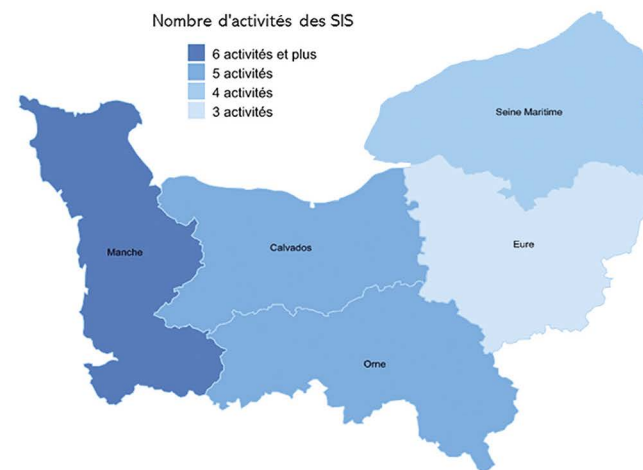 Nombre d'activités des SIS
6 activités et plus
5 activités
4 activités
3 activités
Seine Maritime
Manche
Calvados
Eure
Orne